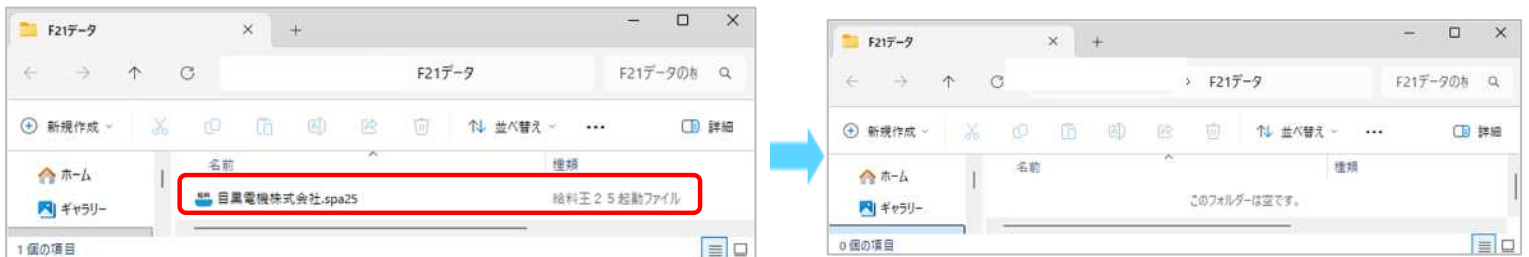 F21データ
F21データ
F21データの検
新規作成
並べ替え
詳細
名前
種類
ホーム
目黒電機株式会社.spa25
給料王２５起動ファイル
ギャラリー
1 個の項目
F21データ
F21データ
F21データの検
新規作成
並べ替え
詳細
名前
種類
ホーム
このフォルダーは空です。
ギャラリー
0 個の項目